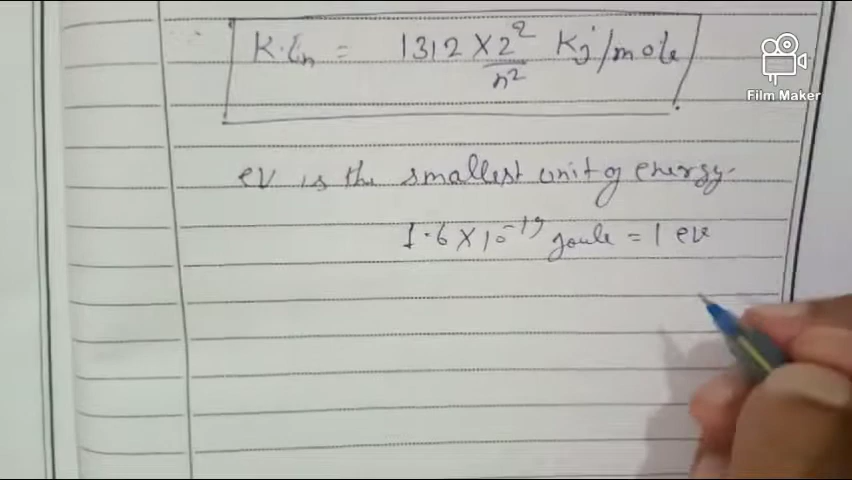 K.En = 1312 X 2²/n² KJ/mole
Film Maker
ev is the smallest unit of energy.
1.6 X 10⁻¹⁹ joule = 1 ev